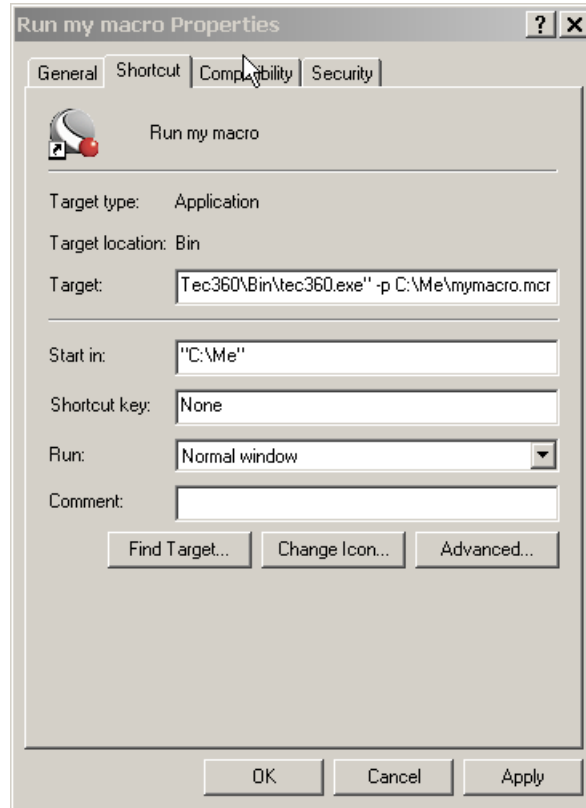 Run my macro Properties ? X
General Shortcut Compatibility Security
Run my macro
Target type: Application
Target location: Bin
Target: Tec360\Bin\tec360.exe" -p C:\Me\mymacro.mcr
Start in: "C:\Me"
Shortcut key: None
Run: Normal window
Comment:
Find Target... Change Icon... Advanced...
OK Cancel Apply